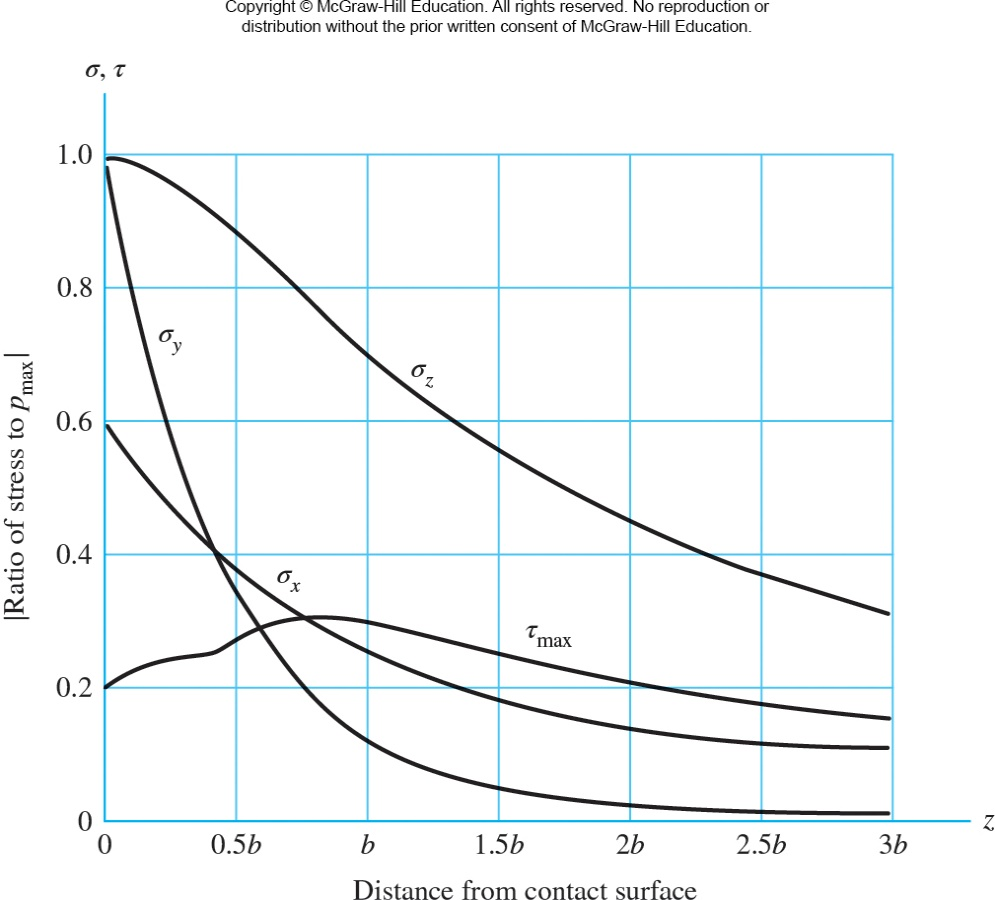 Copyright © McGraw-Hill Education. All rights reserved. No reproduction or
distribution without the prior written consent of McGraw-Hill Education.
σ, τ
1.0
0.8
σy
σz
0.6
|Ratio of stress to pmax|
0.4
σx
τmax
0.2
0
z
0 0.5b b 1.5b 2b 2.5b 3b
Distance from contact surface